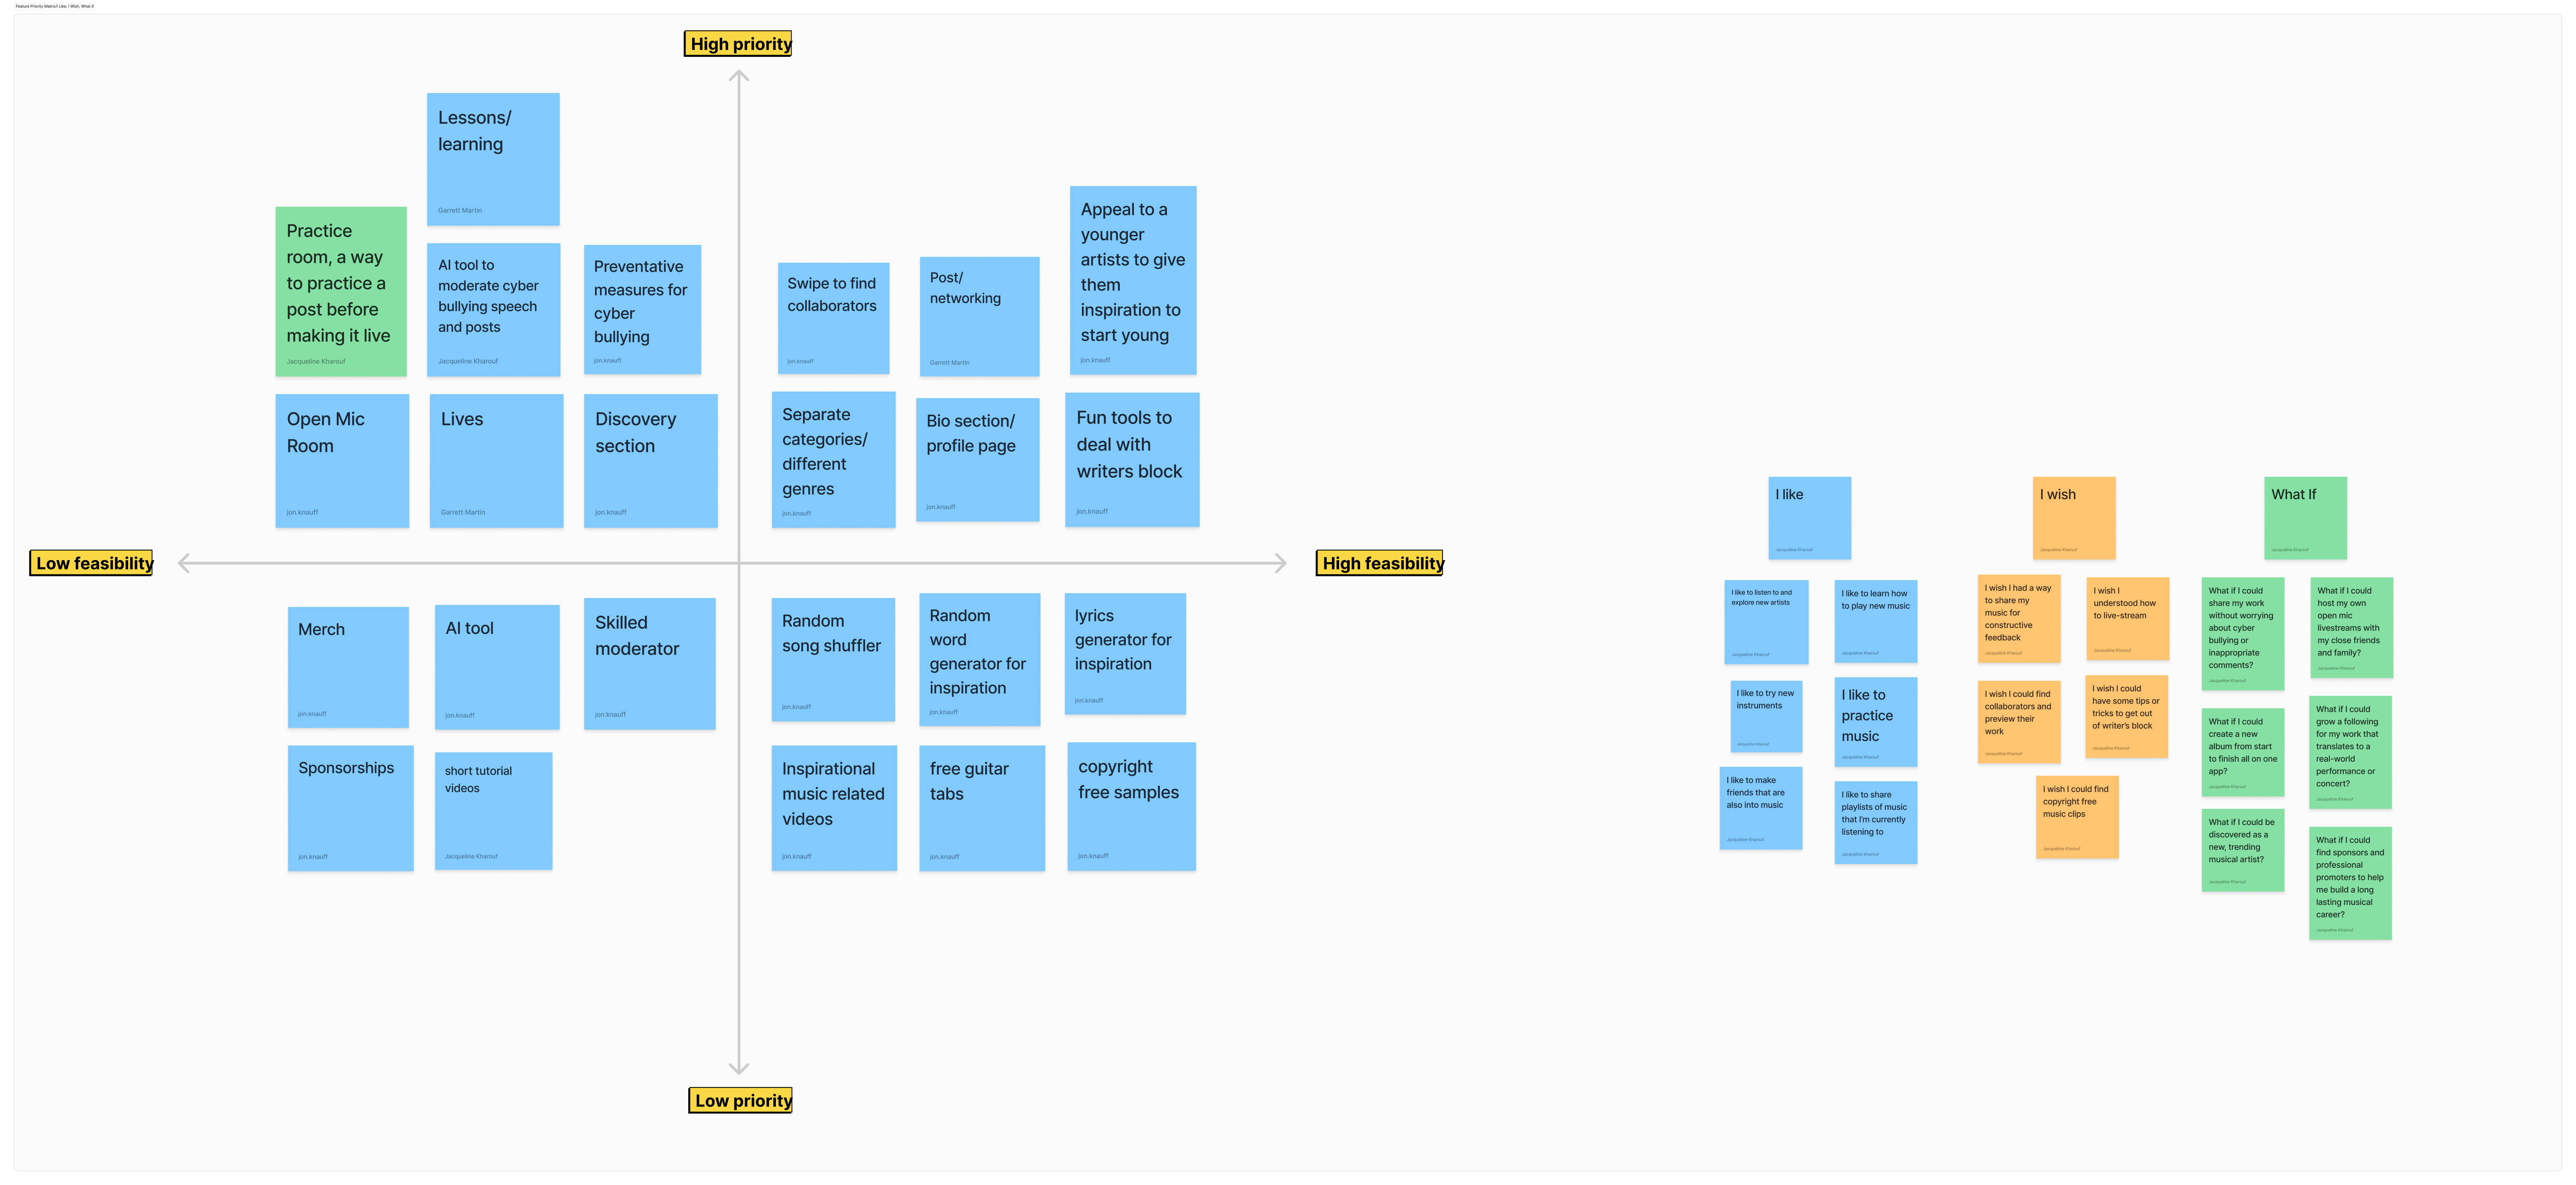 Feature Priority Matrix/I Like, I Wish, What If
High priority
Lessons/
learning
Garrett Martin
Practice
room, a way
to practice a
post before
making it live
Jacqueline Kharouf
AI tool to
moderate cyber
bullying speech
and posts
Jacqueline Kharouf
Preventative
measures for
cyber
bullying
jon.knauff
Swipe to find
collaborators
jon.knauff
Post/
networking
Garrett Martin
Appeal to a
younger
artists to give
them
inspiration to
start young
jon.knauff
Open Mic
Room
jon.knauff
Lives
Garrett Martin
Discovery
section
jon.knauff
Separate
categories/
different
genres
jon.knauff
Bio section/
profile page
jon.knauff
Fun tools to
deal with
writers block
jon.knauff
Low feasibility
High feasibility
Merch
jon.knauff
AI tool
jon.knauff
Skilled
moderator
jon.knauff
Random
song shuffler
jon.knauff
Random
word
generator for
inspiration
jon.knauff
lyrics
generator for
inspiration
jon.knauff
Sponsorships
jon.knauff
short tutorial
videos
Jacqueline Kharouf
Inspirational
music related
videos
jon.knauff
free guitar
tabs
jon.knauff
copyright
free samples
jon.knauff
Low priority
I like
Jacqueline Kharouf
I like to listen to and
explore new artists
Jacqueline Kharouf
I like to learn how
to play new music
Jacqueline Kharouf
I like to try new
instruments
Jacqueline Kharouf
I like to
practice
music
Jacqueline Kharouf
I like to make
friends that are
also into music
Jacqueline Kharouf
I like to share
playlists of music
that I'm currently
listening to
Jacqueline Kharouf
I wish
Jacqueline Kharouf
I wish I had a way
to share my
music for
constructive
feedback
Jacqueline Kharouf
I wish I
understood how
to live-stream
Jacqueline Kharouf
I wish I could find
collaborators and
preview their
work
Jacqueline Kharouf
I wish I could
have some tips or
tricks to get out
of writer's block
Jacqueline Kharouf
I wish I could find
copyright free
music clips
Jacqueline Kharouf
What If
Jacqueline Kharouf
What if I could
share my work
without worrying
about cyber
bullying or
inappropriate
comments?
Jacqueline Kharouf
What if I could
host my own
open mic
livestreams with
my close friends
and family?
Jacqueline Kharouf
What if I could
create a new
album from start
to finish all on one
app?
Jacqueline Kharouf
What if I could
grow a following
for my work that
translates to a
real-world
performance or
concert?
Jacqueline Kharouf
What if I could be
discovered as a
new, trending
musical artist?
Jacqueline Kharouf
What if I could
find sponsors and
professional
promoters to help
me build a long
lasting musical
career?
Jacqueline Kharouf